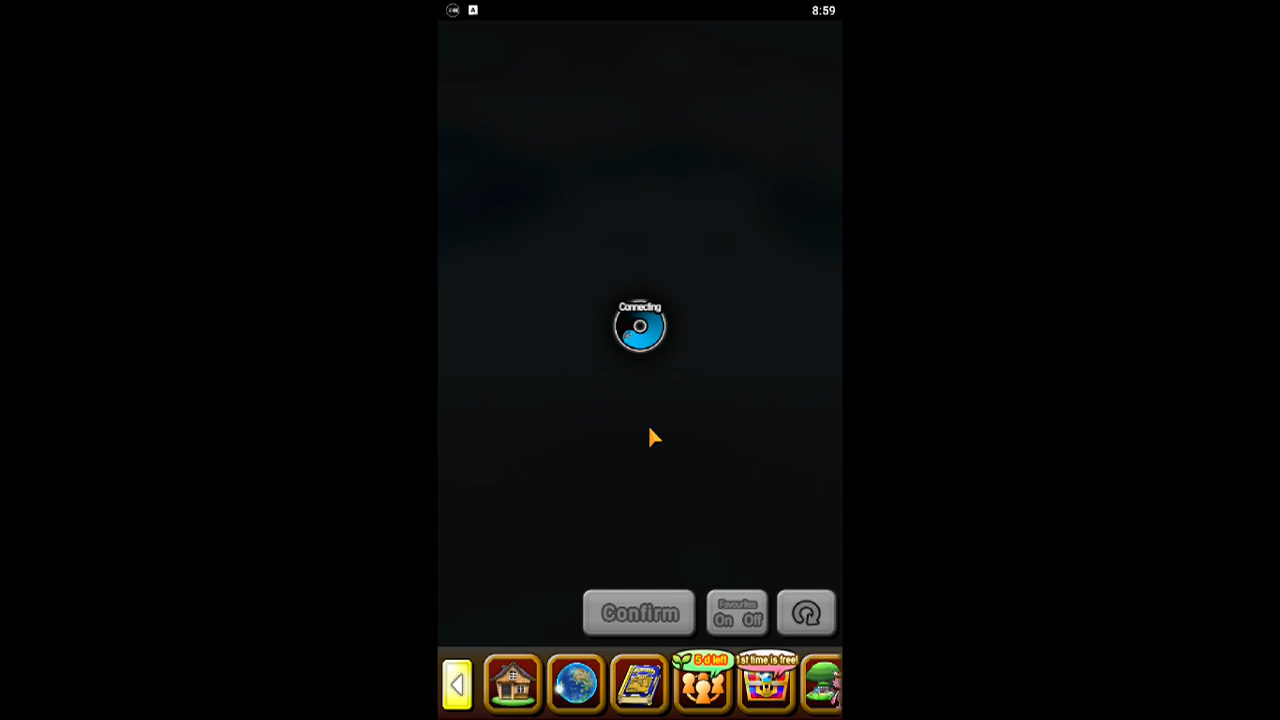 8:59
Connecting
Confirm
Favourites
On Off
5 d left
1st time is free!